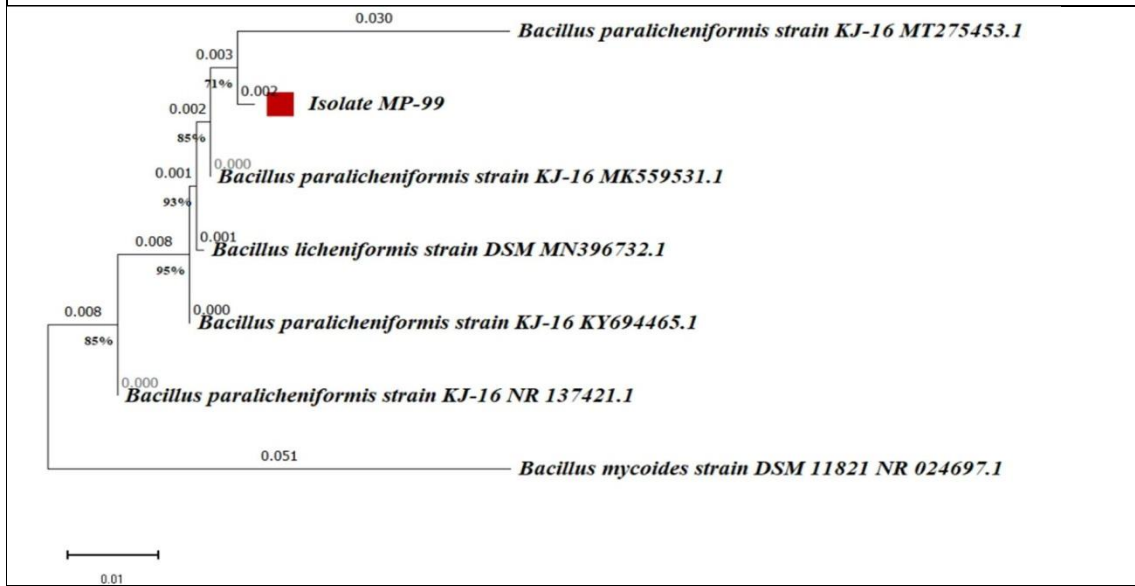 0.030
Bacillus paralicheniformis strain KJ-16 MT275453.1
0.003
71%
0.002
Isolate MP-99
0.002
85%
0.000
Bacillus paralicheniformis strain KJ-16 MK559531.1
0.001
93%
0.001
Bacillus licheniformis strain DSM MN396732.1
0.008
95%
0.000
Bacillus paralicheniformis strain KJ-16 KY694465.1
0.008
85%
0.000
Bacillus paralicheniformis strain KJ-16 NR 137421.1
0.051
Bacillus mycoides strain DSM 11821 NR 024697.1
0.01